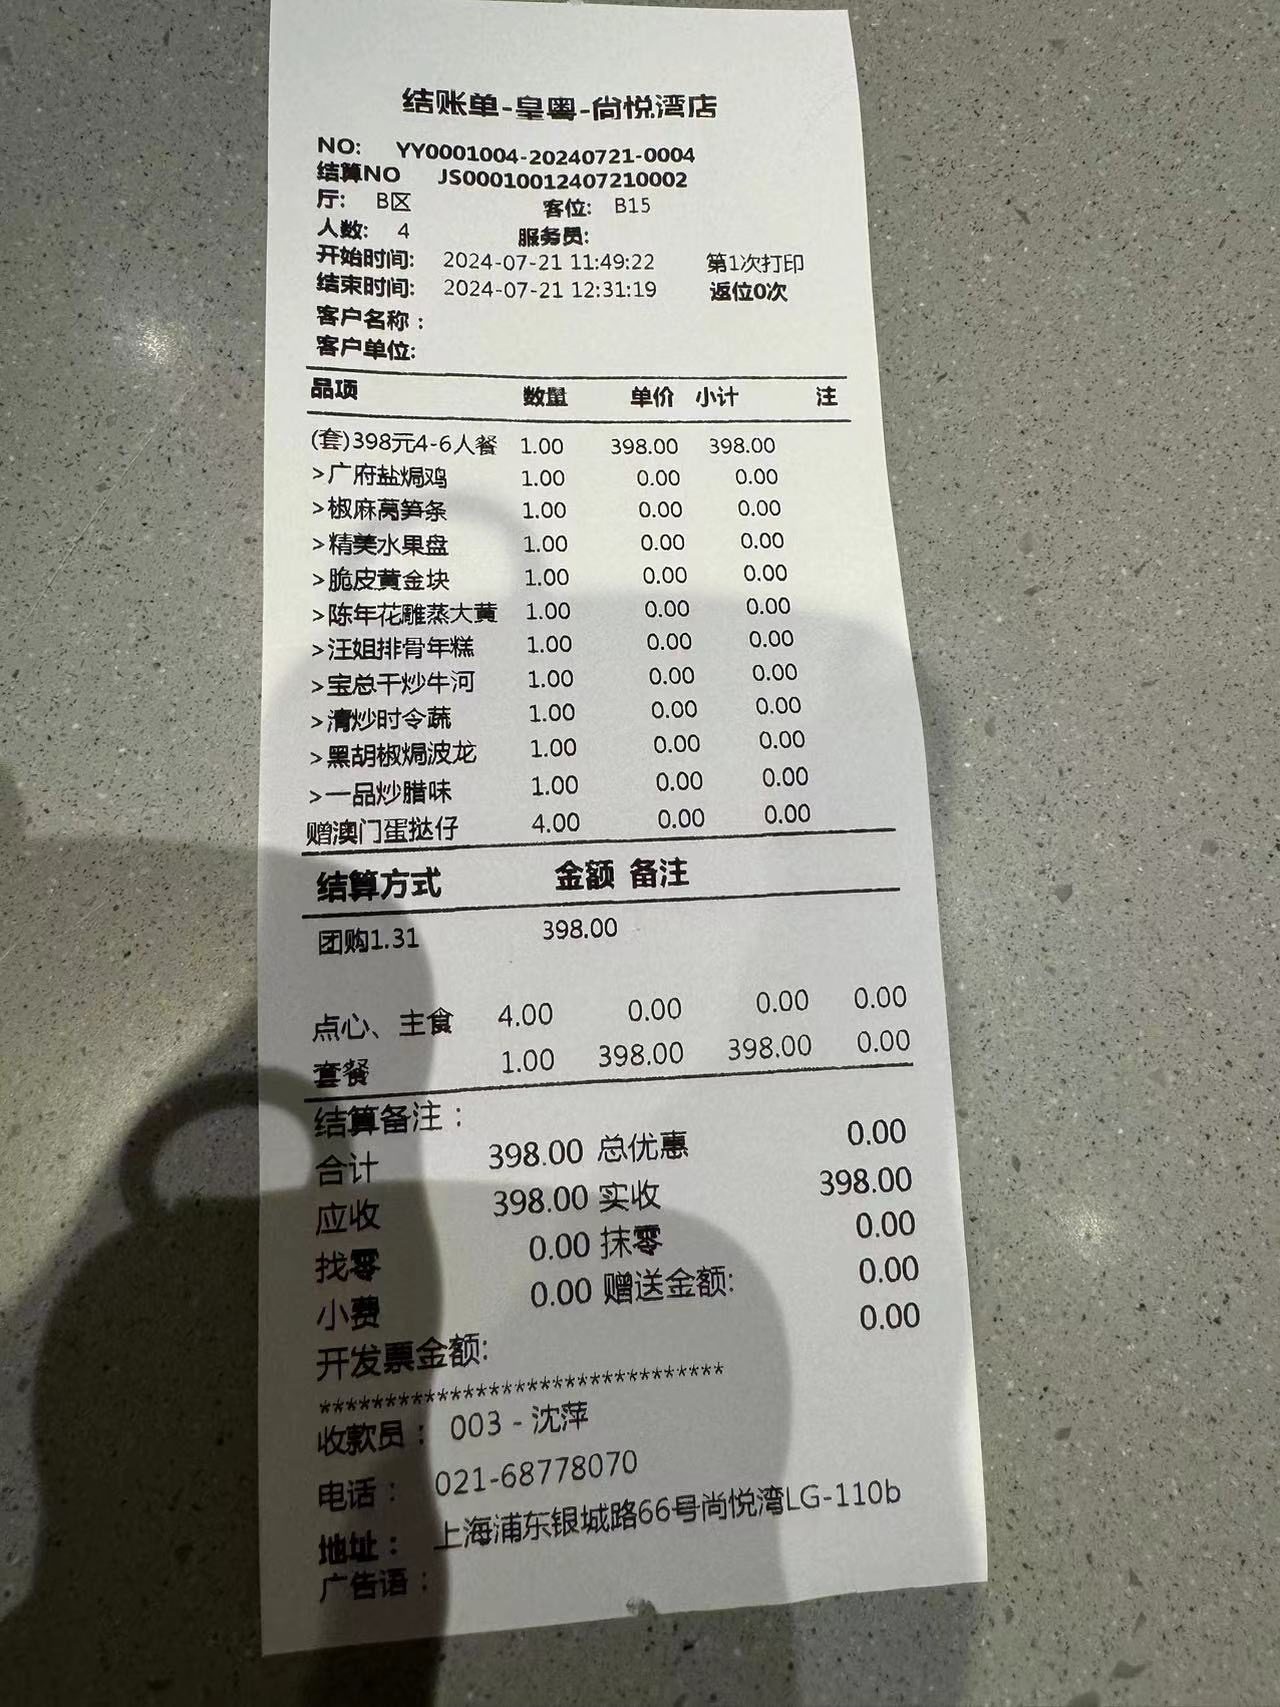 结账单-皇粤-尚悦湾店
NO: YY0001004-20240721-0004
结算NO JS00010012407210002
厅: B区 客位: B15
人数: 4 服务员:
开始时间: 2024-07-21 11:49:22 第1次打印
结束时间: 2024-07-21 12:31:19 返位0次
客户名称：
客户单位:
品项 数量 单价 小计 注
(套)398元4-6人餐 1.00 398.00 398.00
>广府盐焗鸡 1.00 0.00 0.00
>椒麻萵笋条 1.00 0.00 0.00
>精美水果盘 1.00 0.00 0.00
>脆皮黄金块 1.00 0.00 0.00
>陈年花雕蒸大黄 1.00 0.00 0.00
>汪姐排骨年糕 1.00 0.00 0.00
>宝总干炒牛河 1.00 0.00 0.00
>清炒时令蔬 1.00 0.00 0.00
>黑胡椒焗波龙 1.00 0.00 0.00
>一品炒腊味 1.00 0.00 0.00
赠澳门蛋挞仔 4.00 0.00 0.00
结算方式 金额 备注
团购1.31 398.00
点心、主食 4.00 0.00 0.00 0.00
套餐 1.00 398.00 398.00 0.00
结算备注：
合计 398.00 总优惠 0.00
应收 398.00 实收 398.00
找零 0.00 抹零 0.00
小费 0.00 赠送金额: 0.00
开发票金额: 0.00
*******************************
收款员： 003 - 沈萍
电话： 021-68778070
地址： 上海浦东银城路66号尚悦湾LG-110b
广告语：